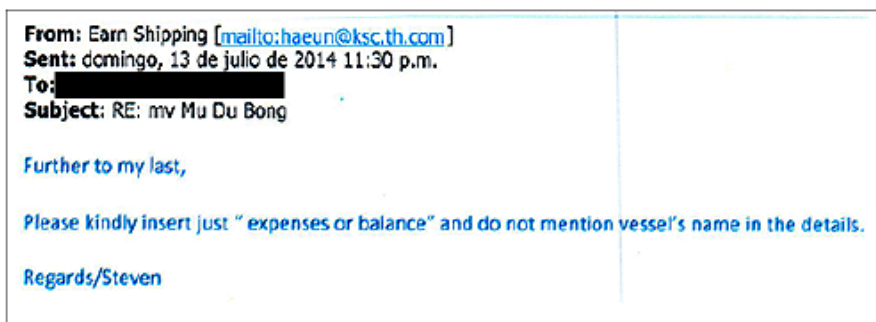 From: Earn Shipping [mailto:haeun@ksc.th.com]
Sent: domingo, 13 de julio de 2014 11:30 p.m.
To:
Subject: RE: mv Mu Du Bong
Further to my last,
Please kindly insert just “ expenses or balance” and do not mention vessel's name in the details.
Regards/Steven